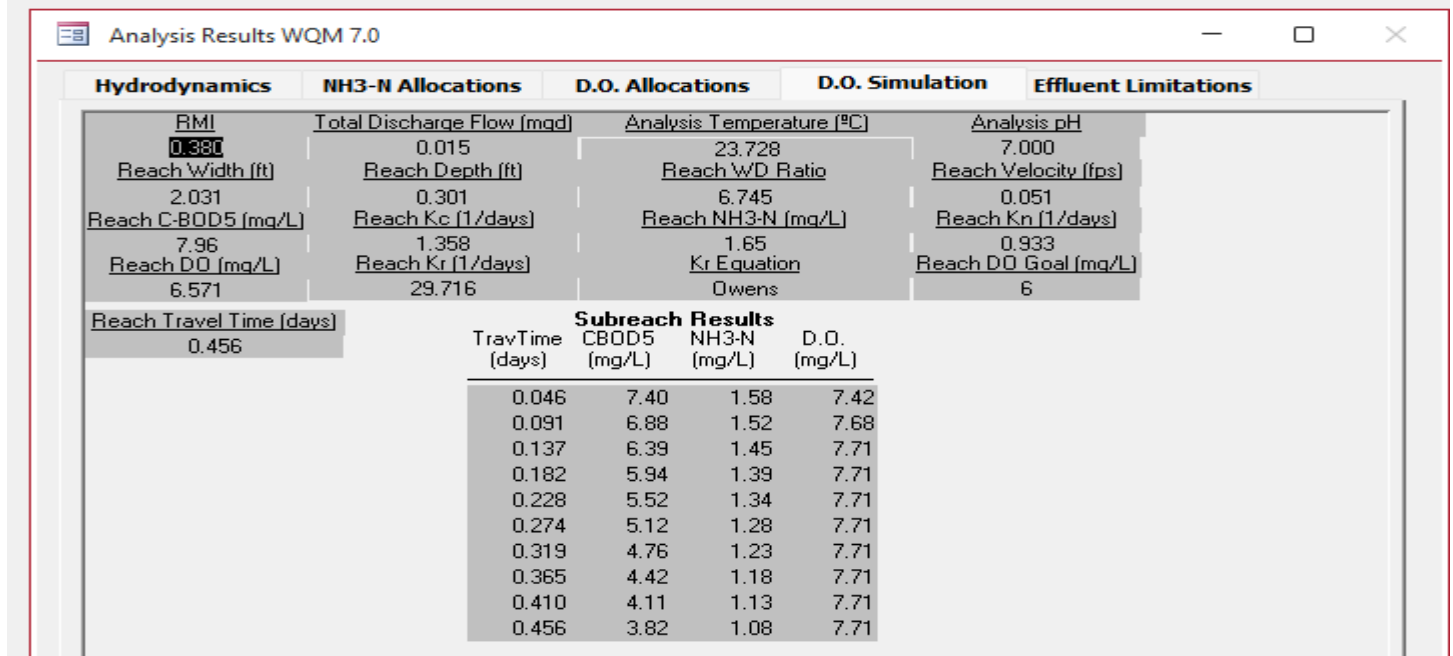 Analysis Results WQM 7.0
Hydrodynamics NH3-N Allocations D.O. Allocations D.O. Simulation Effluent Limitations
RMI Total Discharge Flow (mgd) Analysis Temperature (ºC) Analysis pH
0.380 0.015 23.728 7.000
Reach Width (ft) Reach Depth (ft) Reach WD Ratio Reach Velocity (fps)
2.031 0.301 6.745 0.051
Reach C-BOD5 (mg/L) Reach Kc (1/days) Reach NH3-N (mg/L) Reach Kn (1/days)
7.96 1.358 1.65 0.933
Reach DO (mg/L) Reach Kr (1/days) Kr Equation Reach DO Goal (mg/L)
6.571 29.716 Owens 6
Reach Travel Time (days)
0.456
Subreach Results
TravTime CBOD5 NH3-N D.O.
(days) (mg/L) (mg/L) (mg/L)
0.046 7.40 1.58 7.42
0.091 6.88 1.52 7.68
0.137 6.39 1.45 7.71
0.182 5.94 1.39 7.71
0.228 5.52 1.34 7.71
0.274 5.12 1.28 7.71
0.319 4.76 1.23 7.71
0.365 4.42 1.18 7.71
0.410 4.11 1.13 7.71
0.456 3.82 1.08 7.71